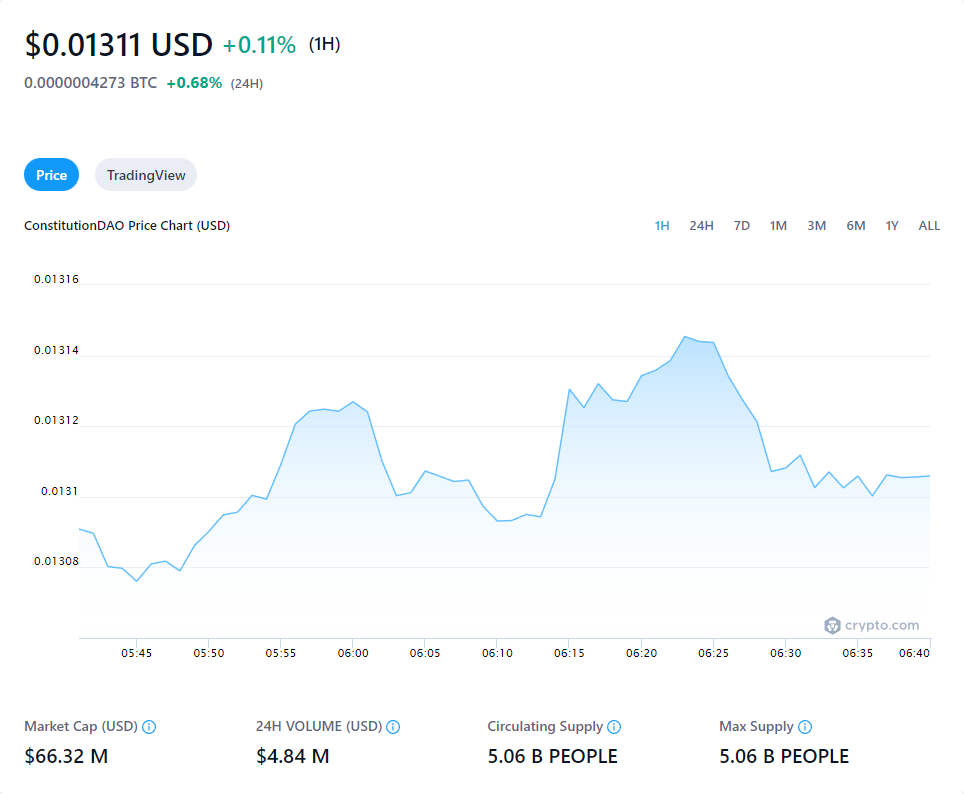 $0.01311 USD +0.11% (1H)
0.0000004273 BTC +0.68% (24H)
Price TradingView
ConstitutionDAO Price Chart (USD) 1H 24H 7D 1M 3M 6M 1Y ALL
0.01316
0.01314
0.01312
0.0131
0.01308
crypto.com
05:45 05:50 05:55 06:00 06:05 06:10 06:15 06:20 06:25 06:30 06:35 06:40
Market Cap (USD) 24H VOLUME (USD) Circulating Supply Max Supply
$66.32 M $4.84 M 5.06 B PEOPLE 5.06 B PEOPLE